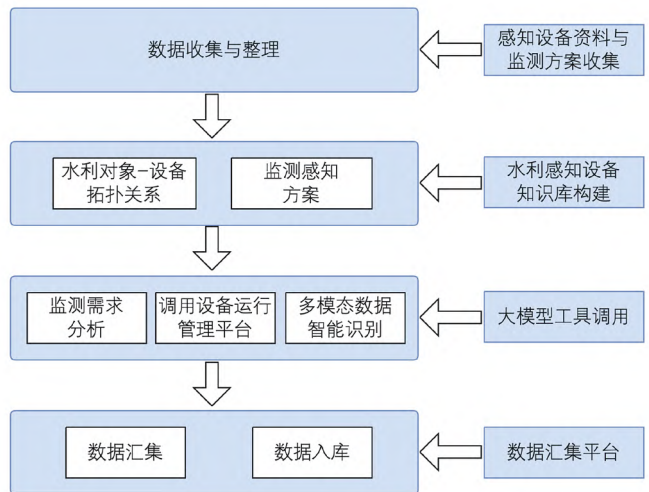 数据收集与整理
感知设备资料与
监测方案收集
水利对象-设备
拓扑关系
监测感知
方案
水利感知设备
知识库构建
监测需求
分析
调用设备运行
管理平台
多模态数据
智能识别
大模型工具调用
数据汇集
数据入库
数据汇集平台